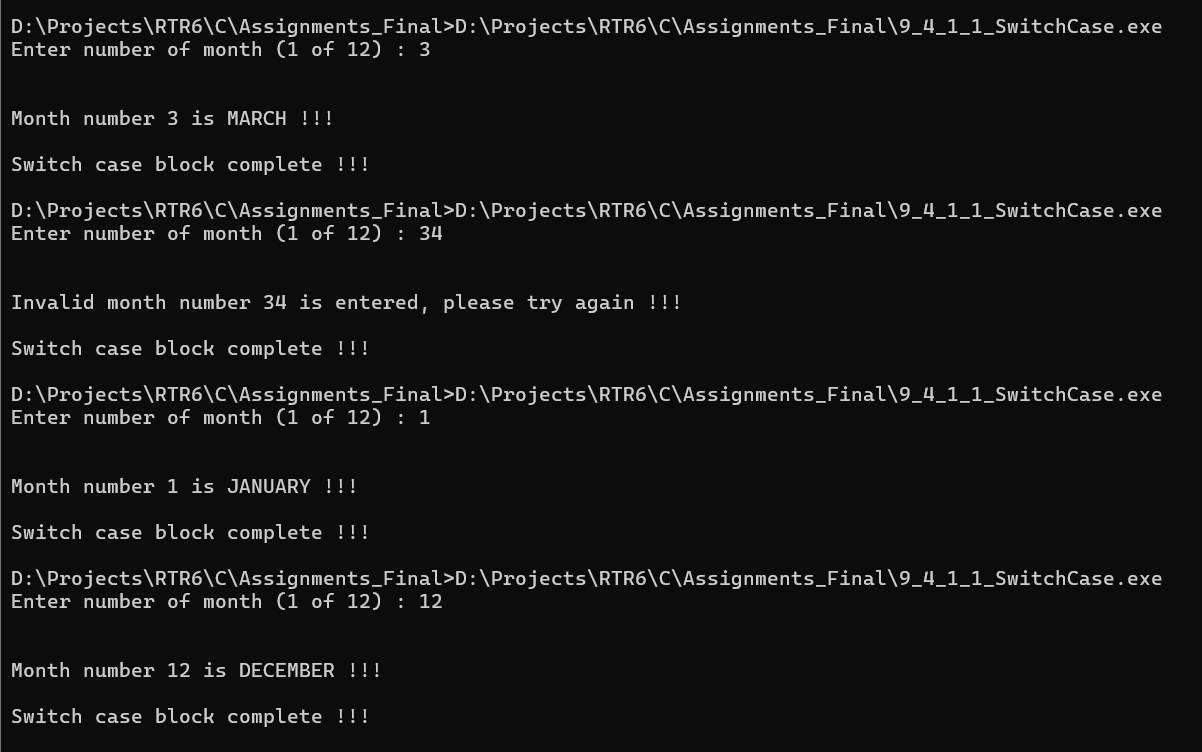 D:\Projects\RTR6\C\Assignments_Final>D:\Projects\RTR6\C\Assignments_Final\9_4_1_1_SwitchCase.exe
Enter number of month (1 of 12) : 3
Month number 3 is MARCH !!!
Switch case block complete !!!
D:\Projects\RTR6\C\Assignments_Final>D:\Projects\RTR6\C\Assignments_Final\9_4_1_1_SwitchCase.exe
Enter number of month (1 of 12) : 34
Invalid month number 34 is entered, please try again !!!
Switch case block complete !!!
D:\Projects\RTR6\C\Assignments_Final>D:\Projects\RTR6\C\Assignments_Final\9_4_1_1_SwitchCase.exe
Enter number of month (1 of 12) : 1
Month number 1 is JANUARY !!!
Switch case block complete !!!
D:\Projects\RTR6\C\Assignments_Final>D:\Projects\RTR6\C\Assignments_Final\9_4_1_1_SwitchCase.exe
Enter number of month (1 of 12) : 12
Month number 12 is DECEMBER !!!
Switch case block complete !!!